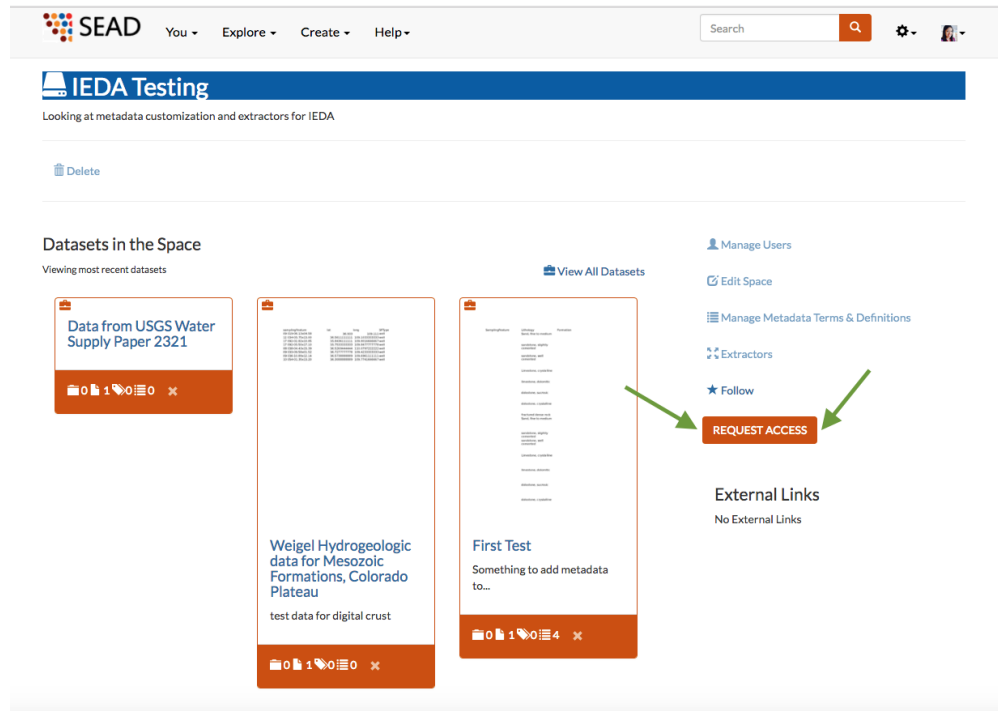 SEAD
You
Explore
Create
Help
Search
IEDA Testing
Looking at metadata customization and extractors for IEDA
Delete
Datasets in the Space
Viewing most recent datasets
View All Datasets
Data from USGS Water
Supply Paper 2321
0 1 0 0
Weigel Hydrogeologic
data for Mesozoic
Formations, Colorado
Plateau
test data for digital crust
0 1 0 0
First Test
Something to add metadata
to...
0 1 0 4
Manage Users
Edit Space
Manage Metadata Terms & Definitions
Extractors
Follow
REQUEST ACCESS
External Links
No External Links